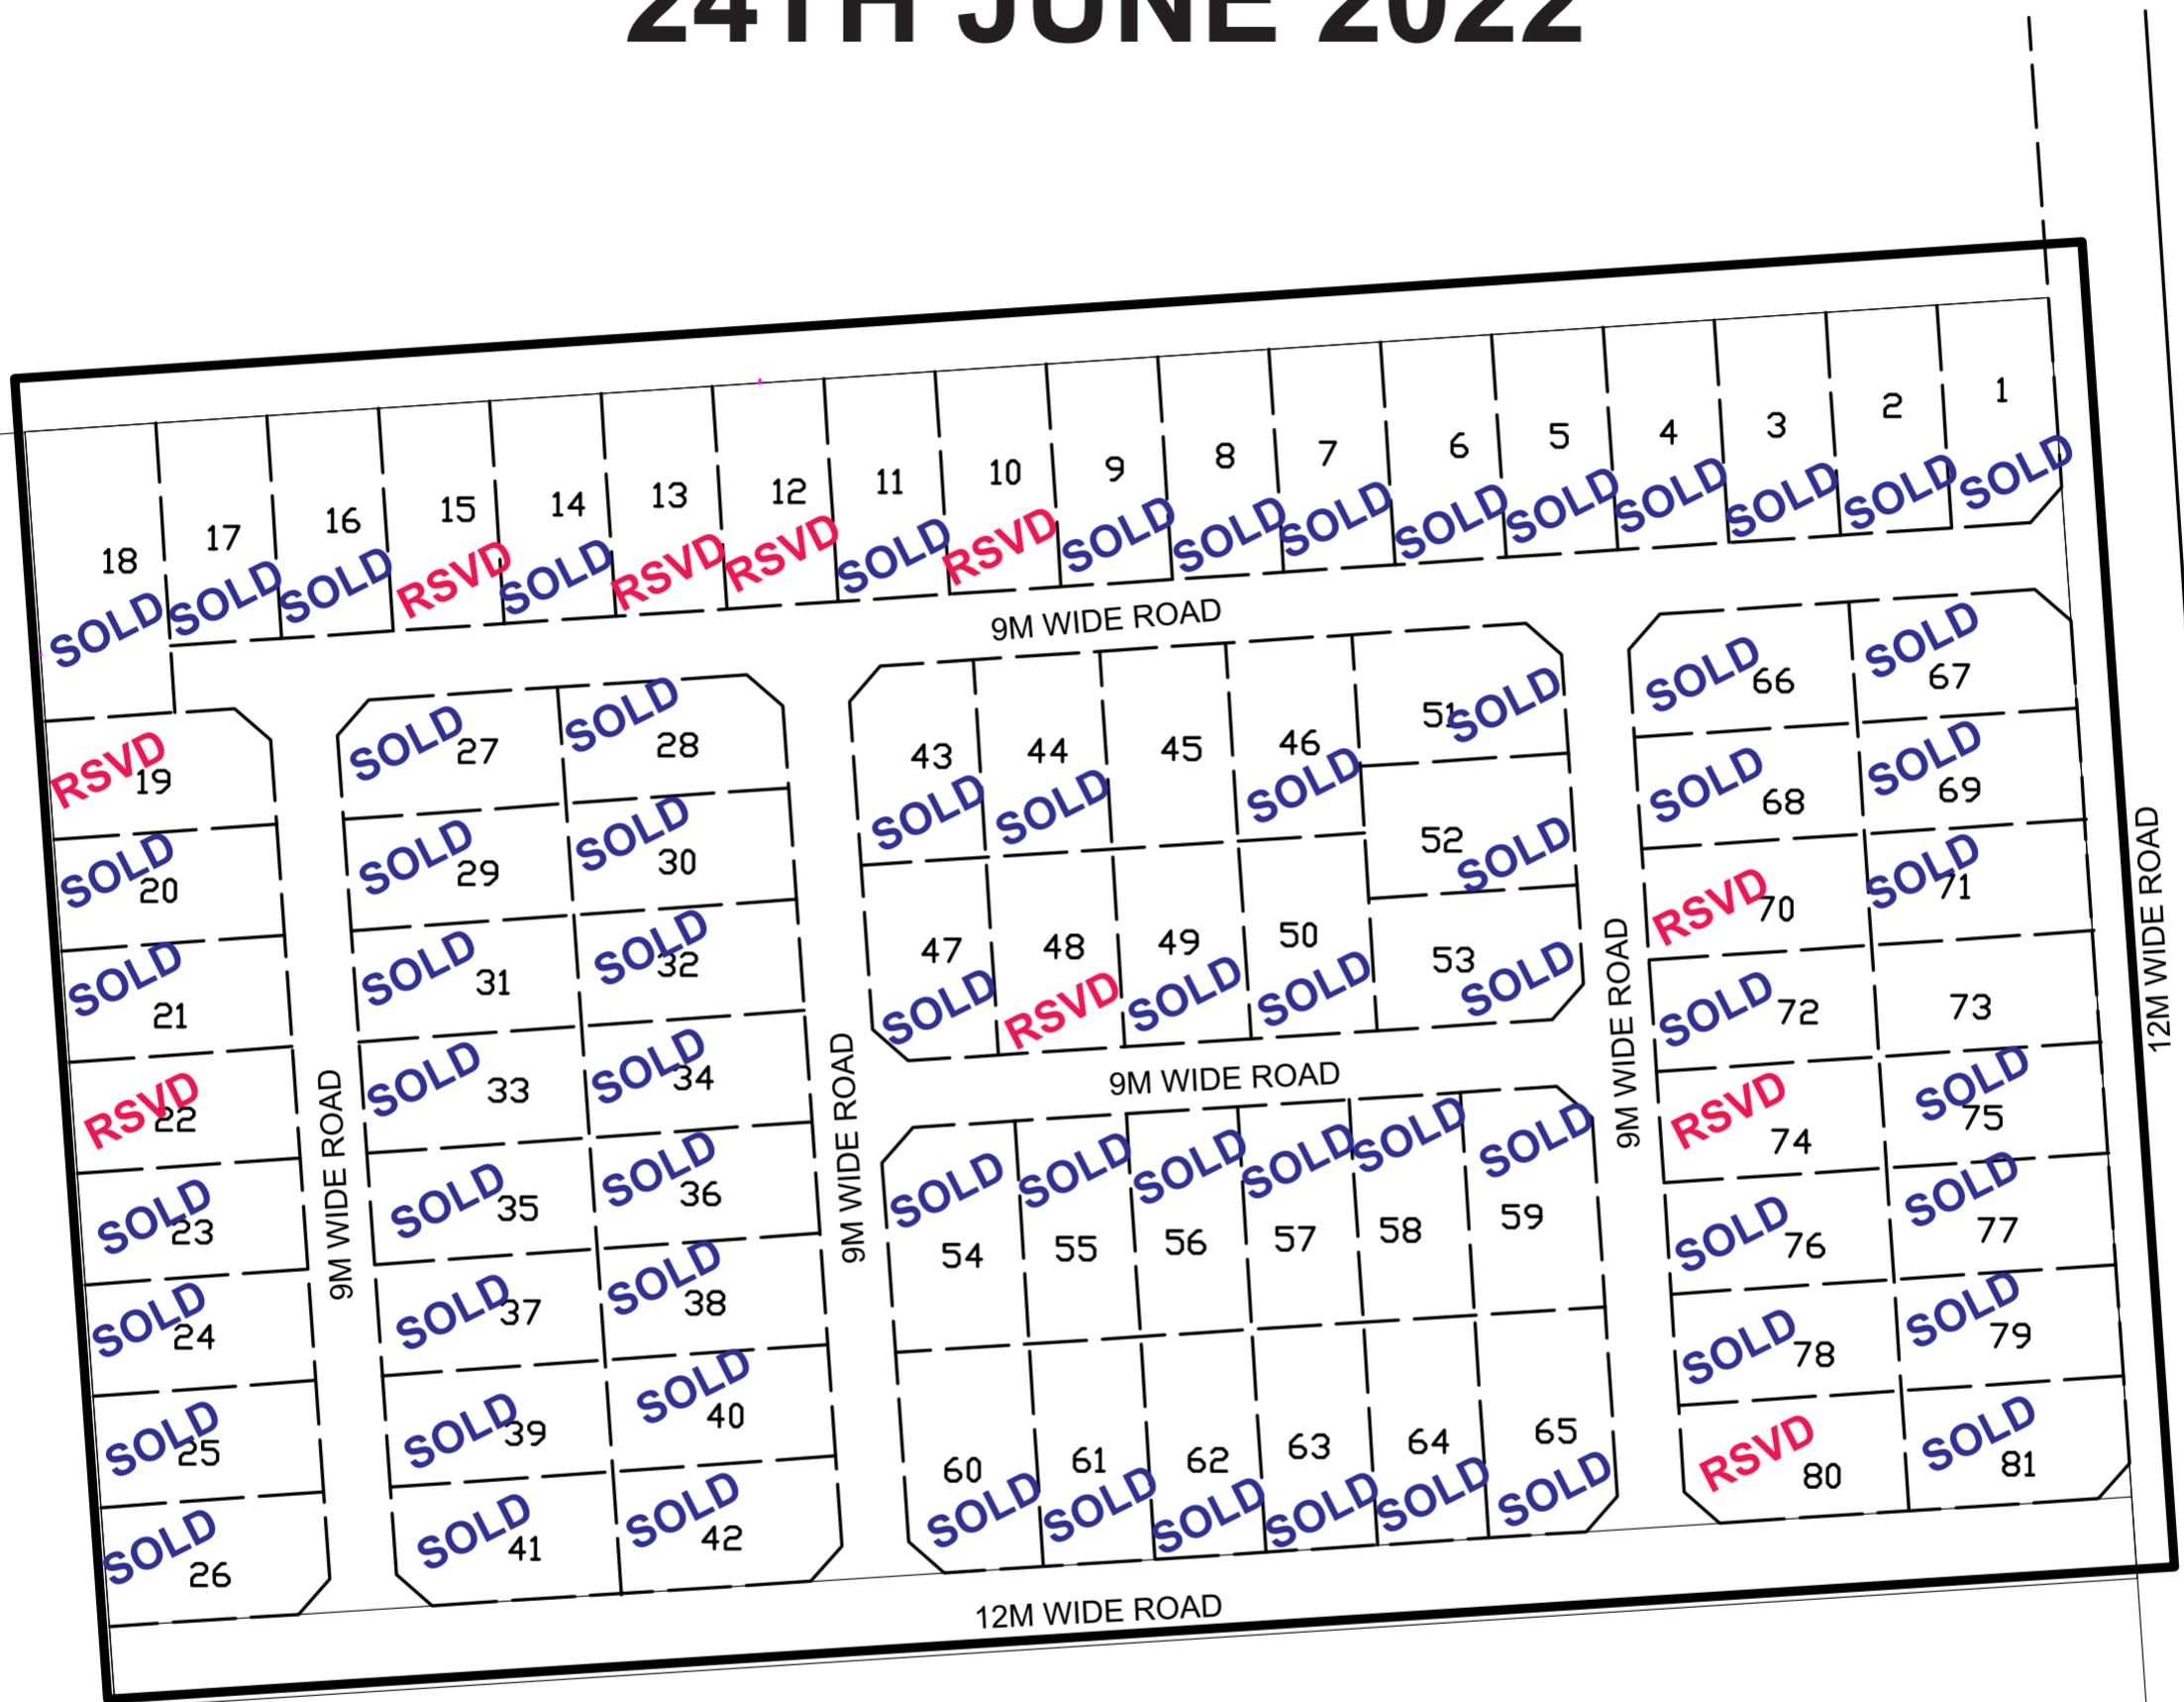 24TH JUNE 2022
1
SOLD
2
SOLD
3
SOLD
4
SOLD
5
SOLD
6
SOLD
7
SOLD
8
SOLD
9
SOLD
10
RSVD
11
SOLD
12
RSVD
13
RSVD
14
SOLD
15
RSVD
16
SOLD
17
SOLD
18
SOLD
9M WIDE ROAD
RSVD
19
SOLD
20
SOLD
21
RSVD
22
SOLD
23
SOLD
24
SOLD
25
SOLD
26
9M WIDE ROAD
SOLD
27
SOLD
28
SOLD
29
SOLD
30
SOLD
31
SOLD
32
SOLD
33
SOLD
34
SOLD
35
SOLD
36
SOLD
37
SOLD
38
SOLD
39
SOLD
40
SOLD
41
SOLD
42
9M WIDE ROAD
43
SOLD
44
SOLD
45
46
SOLD
47
SOLD
48
RSVD
49
SOLD
50
SOLD
51
SOLD
52
SOLD
53
SOLD
9M WIDE ROAD
SOLD
54
SOLD
55
SOLD
56
SOLD
57
SOLD
58
SOLD
59
60
SOLD
61
SOLD
62
SOLD
63
SOLD
64
SOLD
65
SOLD
9M WIDE ROAD
SOLD
66
SOLD
67
SOLD
68
SOLD
69
RSVD
70
SOLD
71
SOLD
72
73
RSVD
74
SOLD
75
SOLD
76
SOLD
77
SOLD
78
SOLD
79
RSVD
80
SOLD
81
12M WIDE ROAD
12M WIDE ROAD